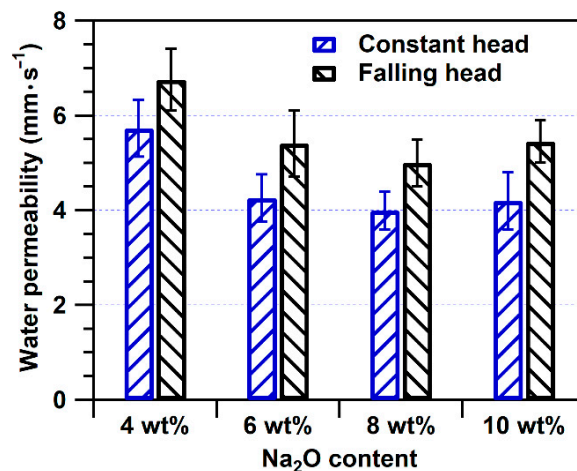 Water permeability (mm·s⁻¹)
8
6
4
2
0
Constant head
Falling head
4 wt%
6 wt%
8 wt%
10 wt%
Na₂O content